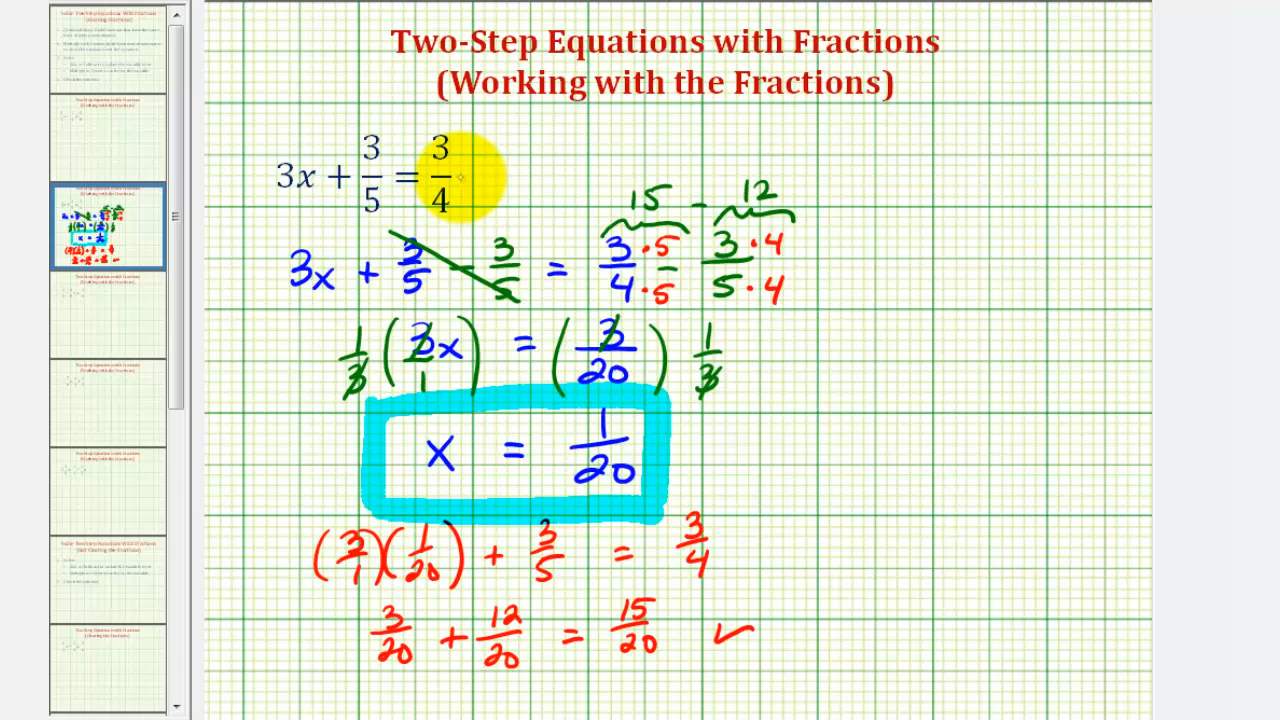 Two-Step Equations with Fractions
(Working with the Fractions)
3x + 3/5 = 3/4
15 - 12
3x + 3/5 - 3/5 = 3/4 · 5/5 - 3/5 · 4/4
1/3 (3x/1) = (3/20) 1/3
x = 1/20
(3/1)(1/20) + 3/5 = 3/4
3/20 + 12/20 = 15/20 ✓